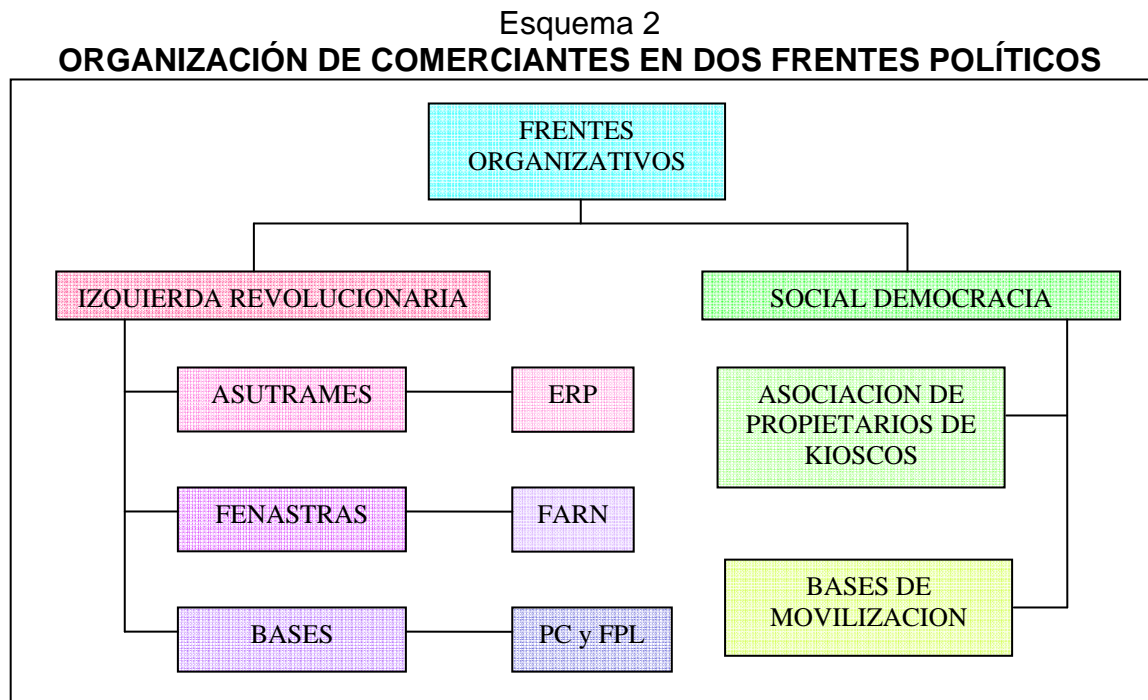 Esquema 2
ORGANIZACIÓN DE COMERCIANTES EN DOS FRENTES POLÍTICOS
FRENTES
ORGANIZATIVOS
IZQUIERDA REVOLUCIONARIA
ASUTRAMES
ERP
FENASTRAS
FARN
BASES
PC y FPL
SOCIAL DEMOCRACIA
ASOCIACION DE
PROPIETARIOS DE
KIOSCOS
BASES DE
MOVILIZACION